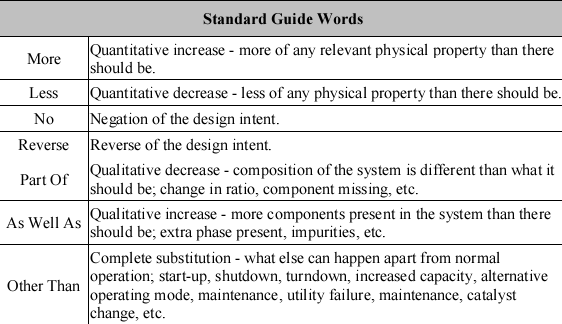 Standard Guide Words
More
Quantitative increase - more of any relevant physical property than there
should be.
Less
Quantitative decrease - less of any physical property than there should be.
No
Negation of the design intent.
Reverse
Reverse of the design intent.
Part Of
Qualitative decrease - composition of the system is different than what it
should be; change in ratio, component missing, etc.
As Well As
Qualitative increase - more components present in the system than there
should be; extra phase present, impurities, etc.
Other Than
Complete substitution - what else can happen apart from normal
operation; start-up, shutdown, turndown, increased capacity, alternative
operating mode, maintenance, utility failure, maintenance, catalyst
change, etc.